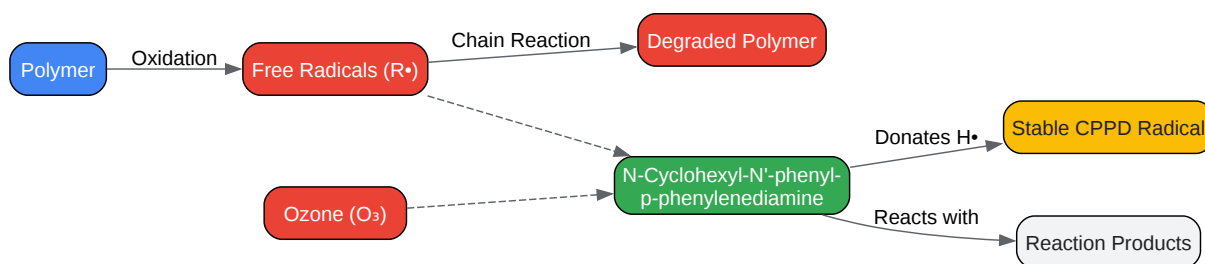 Polymer
Oxidation
Free Radicals (R•)
Chain Reaction
Degraded Polymer
Ozone (O₃)
N-Cyclohexyl-N'-phenyl-
p-phenylenediamine
Donates H•
Stable CPPD Radical
Reacts with
Reaction Products